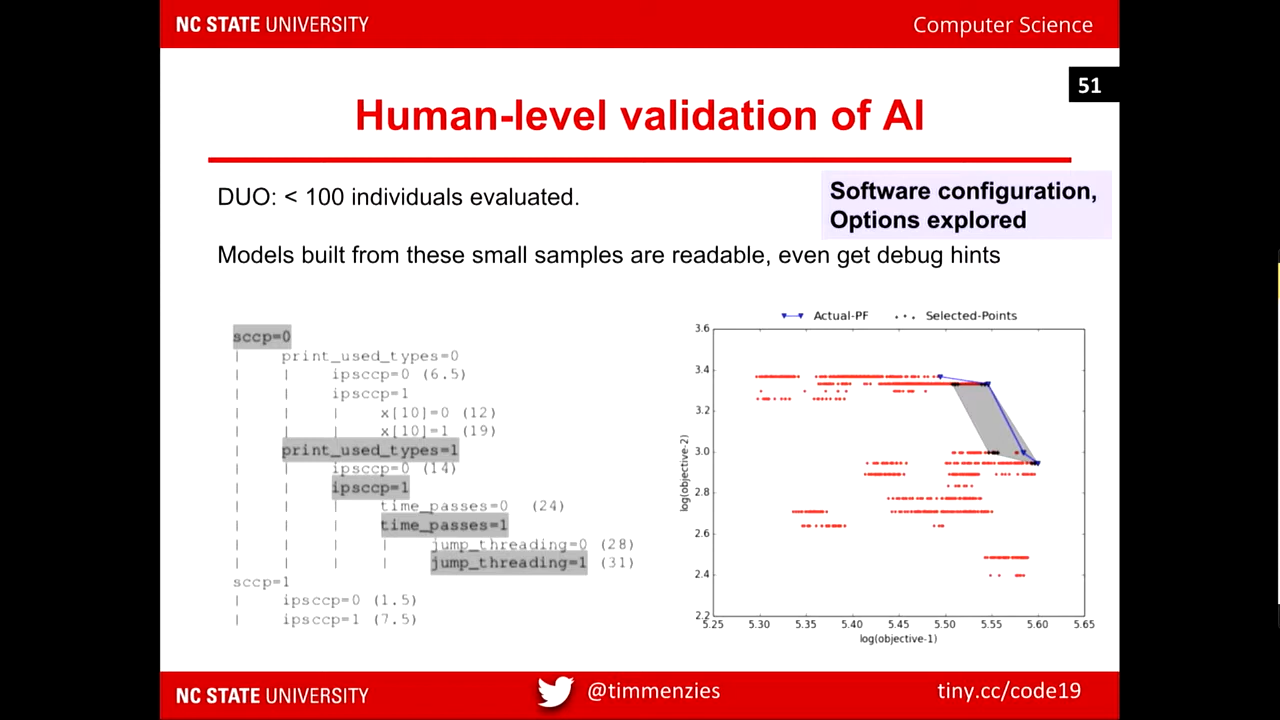 NC STATE UNIVERSITY
Computer Science
51
Human-level validation of AI
DUO: < 100 individuals evaluated.
Software configuration,
Options explored
Models built from these small samples are readable, even get debug hints
sccp=0
| print_used_types=0
| | ipsccp=0 (6.5)
| | ipsccp=1
| | | x[10]=0 (12)
| | | x[10]=1 (19)
| print_used_types=1
| | ipsccp=0 (14)
| | ipsccp=1
| | | time_passes=0 (24)
| | | time_passes=1
| | | | jump_threading=0 (28)
| | | | jump_threading=1 (31)
sccp=1
| ipsccp=0 (1.5)
| ipsccp=1 (7.5)
Actual-PF Selected-Points
3.6
3.4
3.2
3.0
2.8
2.6
2.4
2.2
log(objective-2)
5.25 5.30 5.35 5.40 5.45 5.50 5.55 5.60 5.65
log(objective-1)
NC STATE UNIVERSITY
@timmenzies
tiny.cc/code19